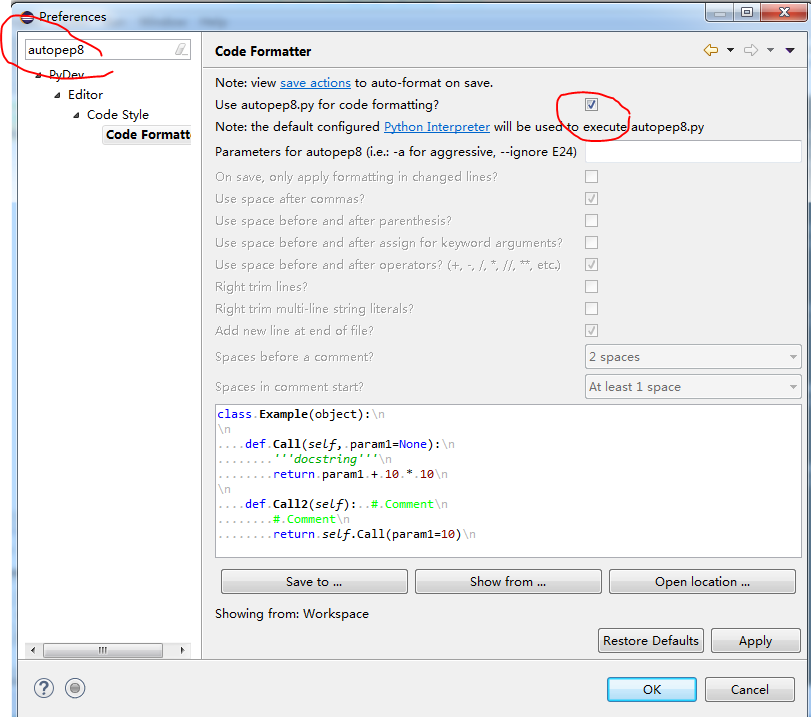 Preferences
autopep8
PyDev
Editor
Code Style
Code Formatt
Code Formatter
Note: view save actions to auto-format on save.
Use autopep8.py for code formatting?
Note: the default configured Python Interpreter will be used to execute autopep8.py
Parameters for autopep8 (i.e.: -a for aggressive, --ignore E24)
On save, only apply formatting in changed lines?
Use space after commas?
Use space before and after parenthesis?
Use space before and after assign for keyword arguments?
Use space before and after operators? (+, -, /, *, //, **, etc.)
Right trim lines?
Right trim multi-line string literals?
Add new line at end of file?
Spaces before a comment?
2 spaces
Spaces in comment start?
At least 1 space
class.Example(object):\n
\n
....def.Call(self,.param1=None):\n
........'''docstring'''\n
........return.param1.+.10.*.10\n
\n
....def.Call2(self):..#.Comment\n
........#.Comment\n
........return.self.Call(param1=10)\n
Save to ...
Show from ...
Open location ...
Showing from: Workspace
Restore Defaults
Apply
?
OK
Cancel